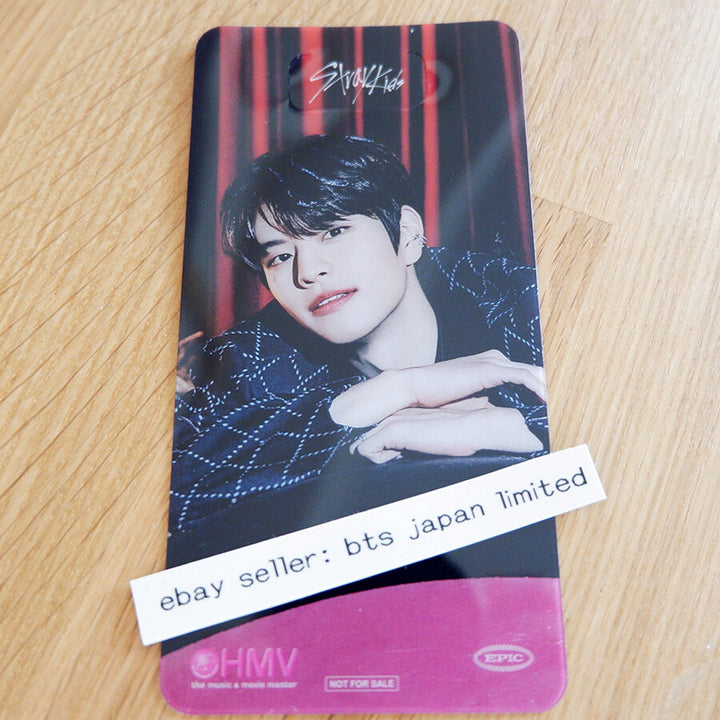 Stray Kids
ebay seller: bts japan limited
HMV
the music & movie master
NOT FOR SALE
EPIC